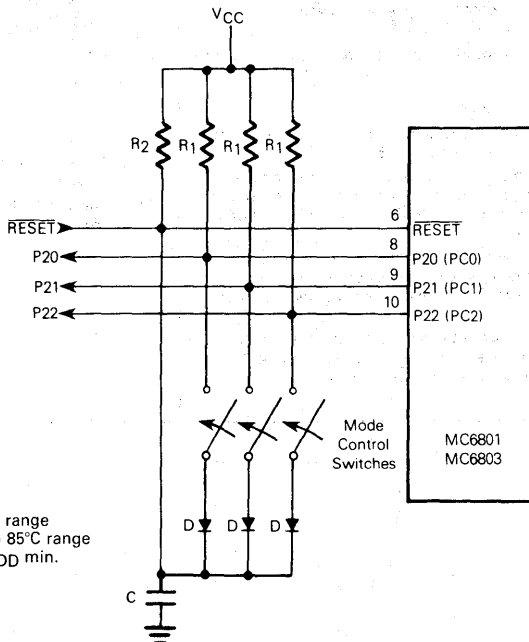 VCC
R2 R1 R1 R1
RESET 6 RESET
P20 8 P20 (PC0)
P21 9 P21 (PC1)
P22 10 P22 (PC2)
Mode
Control
Switches
MC6801
MC6803
D D D
range
85°C range
DD min.
C